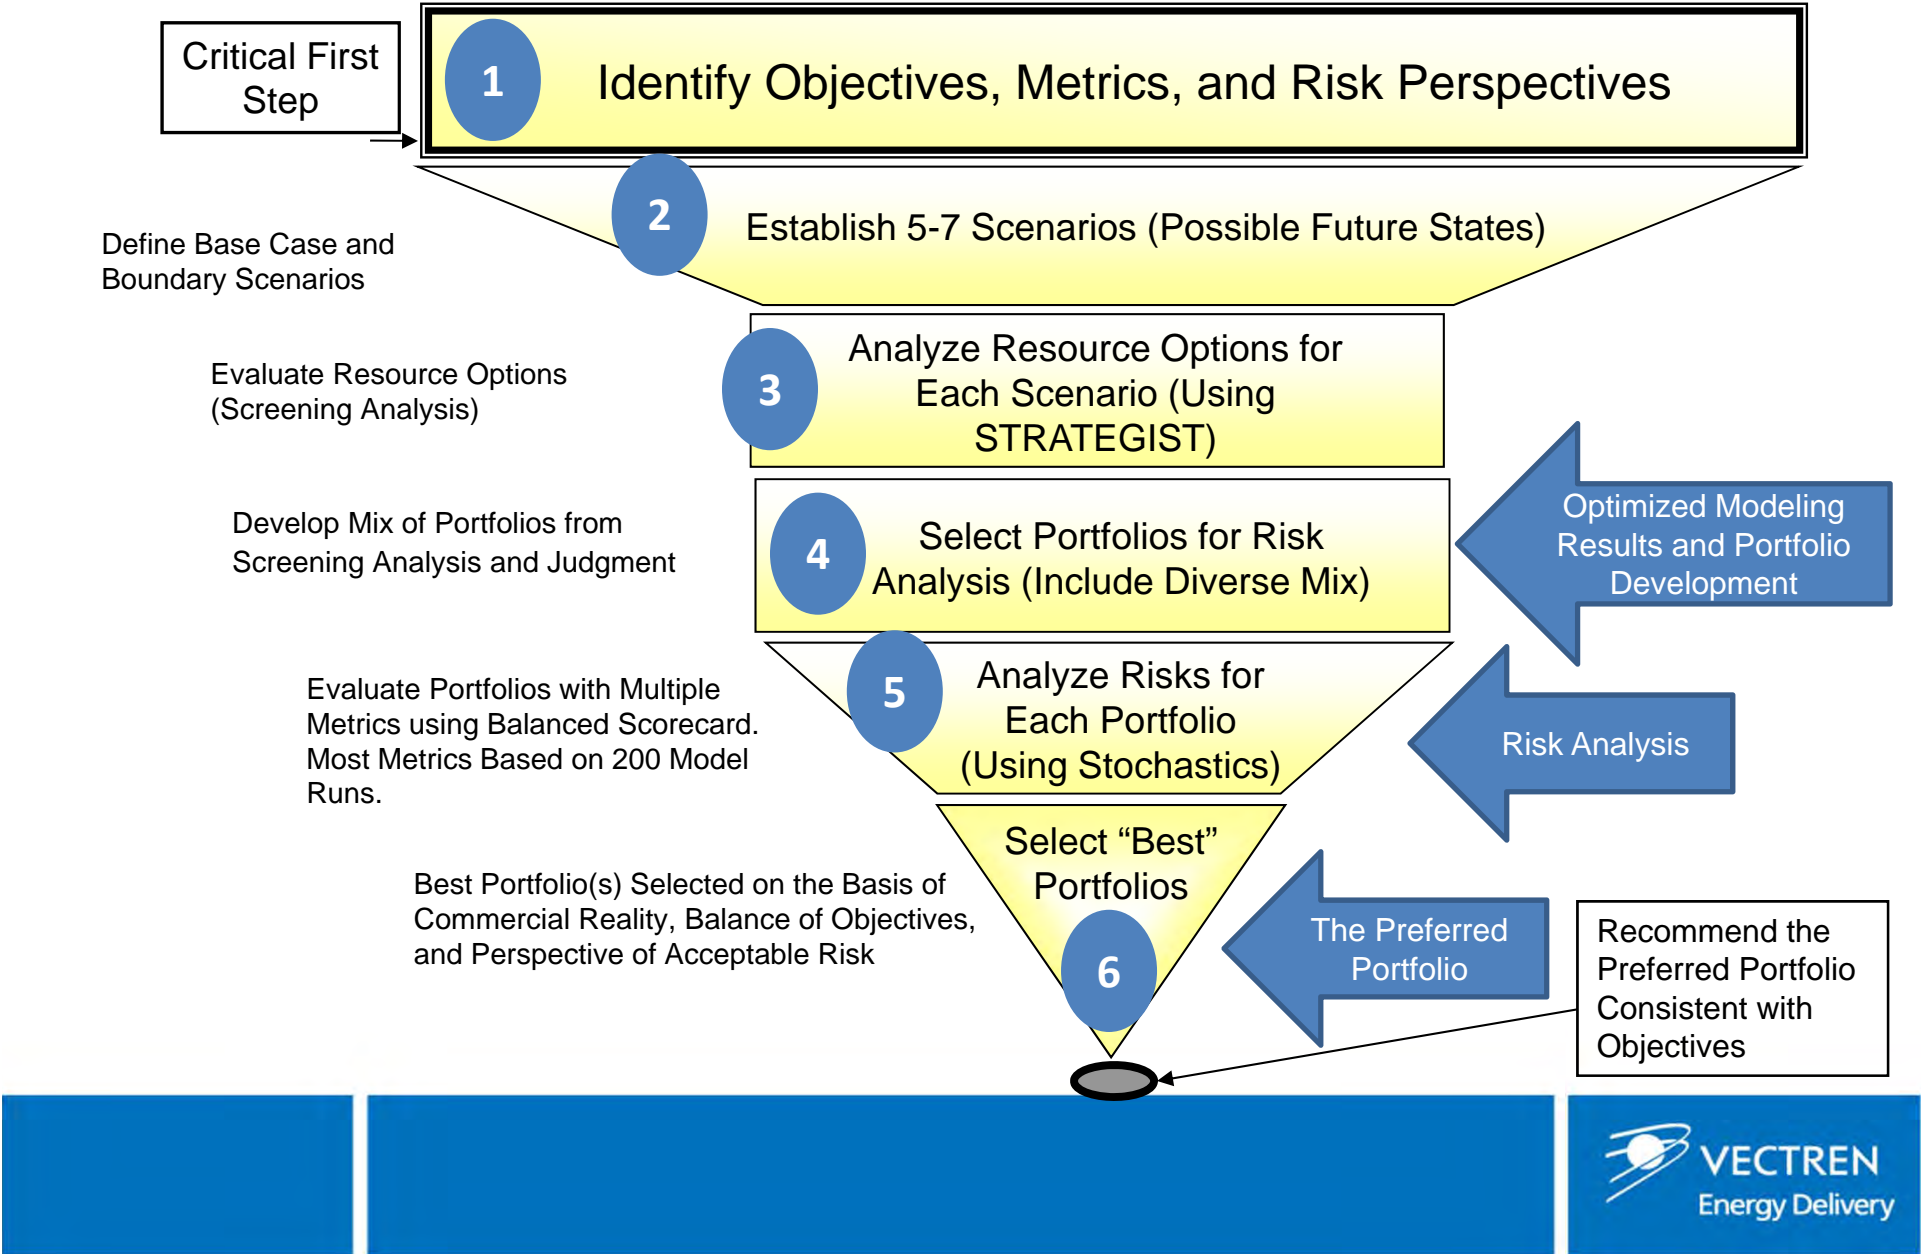 Critical First
Step
1
Identify Objectives, Metrics, and Risk Perspectives
2
Establish 5-7 Scenarios (Possible Future States)
Define Base Case and
Boundary Scenarios
3
Analyze Resource Options for
Each Scenario (Using
STRATEGIST)
Evaluate Resource Options
(Screening Analysis)
4
Select Portfolios for Risk
Analysis (Include Diverse Mix)
Develop Mix of Portfolios from
Screening Analysis and Judgment
Optimized Modeling
Results and Portfolio
Development
5
Analyze Risks for
Each Portfolio
(Using Stochastics)
Evaluate Portfolios with Multiple
Metrics using Balanced Scorecard.
Most Metrics Based on 200 Model
Runs.
Risk Analysis
Select “Best”
Portfolios
6
Best Portfolio(s) Selected on the Basis of
Commercial Reality, Balance of Objectives,
and Perspective of Acceptable Risk
The Preferred
Portfolio
Recommend the
Preferred Portfolio
Consistent with
Objectives
VECTREN
Energy Delivery